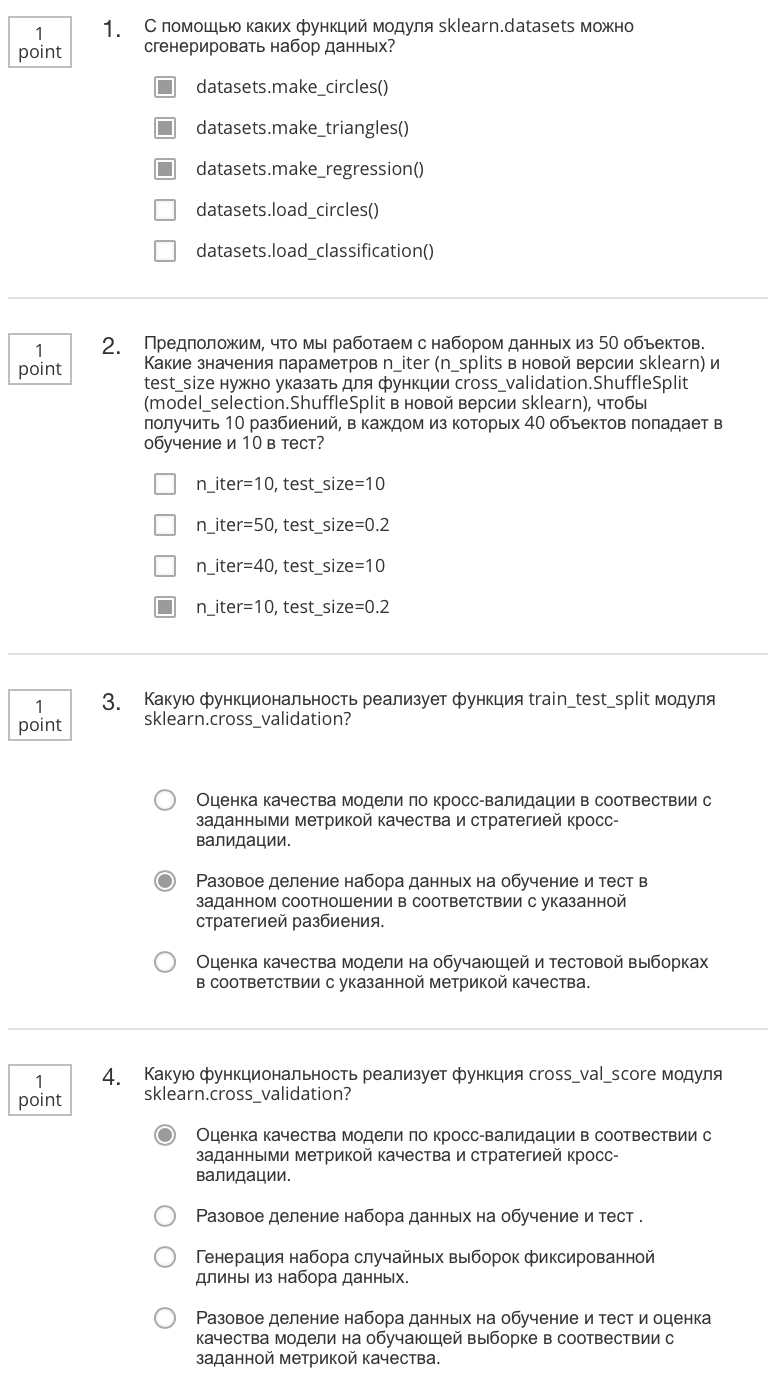 1
point
1.
С помощью каких функций модуля sklearn.datasets можно
сгенерировать набор данных?
datasets.make_circles()
datasets.make_triangles()
datasets.make_regression()
datasets.load_circles()
datasets.load_classification()
1
point
2.
Предположим, что мы работаем с набором данных из 50 объектов.
Какие значения параметров n_iter (n_splits в новой версии sklearn) и
test_size нужно указать для функции cross_validation.ShuffleSplit
(model_selection.ShuffleSplit в новой версии sklearn), чтобы
получить 10 разбиений, в каждом из которых 40 объектов попадает в
обучение и 10 в тест?
n_iter=10, test_size=10
n_iter=50, test_size=0.2
n_iter=40, test_size=10
n_iter=10, test_size=0.2
1
point
3.
Какую функциональность реализует функция train_test_split модуля
sklearn.cross_validation?
Оценка качества модели по кросс-валидации в соотвествии с
заданными метрикой качества и стратегией кросс-
валидации.
Разовое деление набора данных на обучение и тест в
заданном соотношении в соответствии с указанной
стратегией разбиения.
Оценка качества модели на обучающей и тестовой выборках
в соответствии с указанной метрикой качества.
1
point
4.
Какую функциональность реализует функция cross_val_score модуля
sklearn.cross_validation?
Оценка качества модели по кросс-валидации в соотвествии с
заданными метрикой качества и стратегией кросс-
валидации.
Разовое деление набора данных на обучение и тест .
Генерация набора случайных выборок фиксированной
длины из набора данных.
Разовое деление набора данных на обучение и тест и оценка
качества модели на обучающей выборке в соотвествии с
заданной метрикой качества.